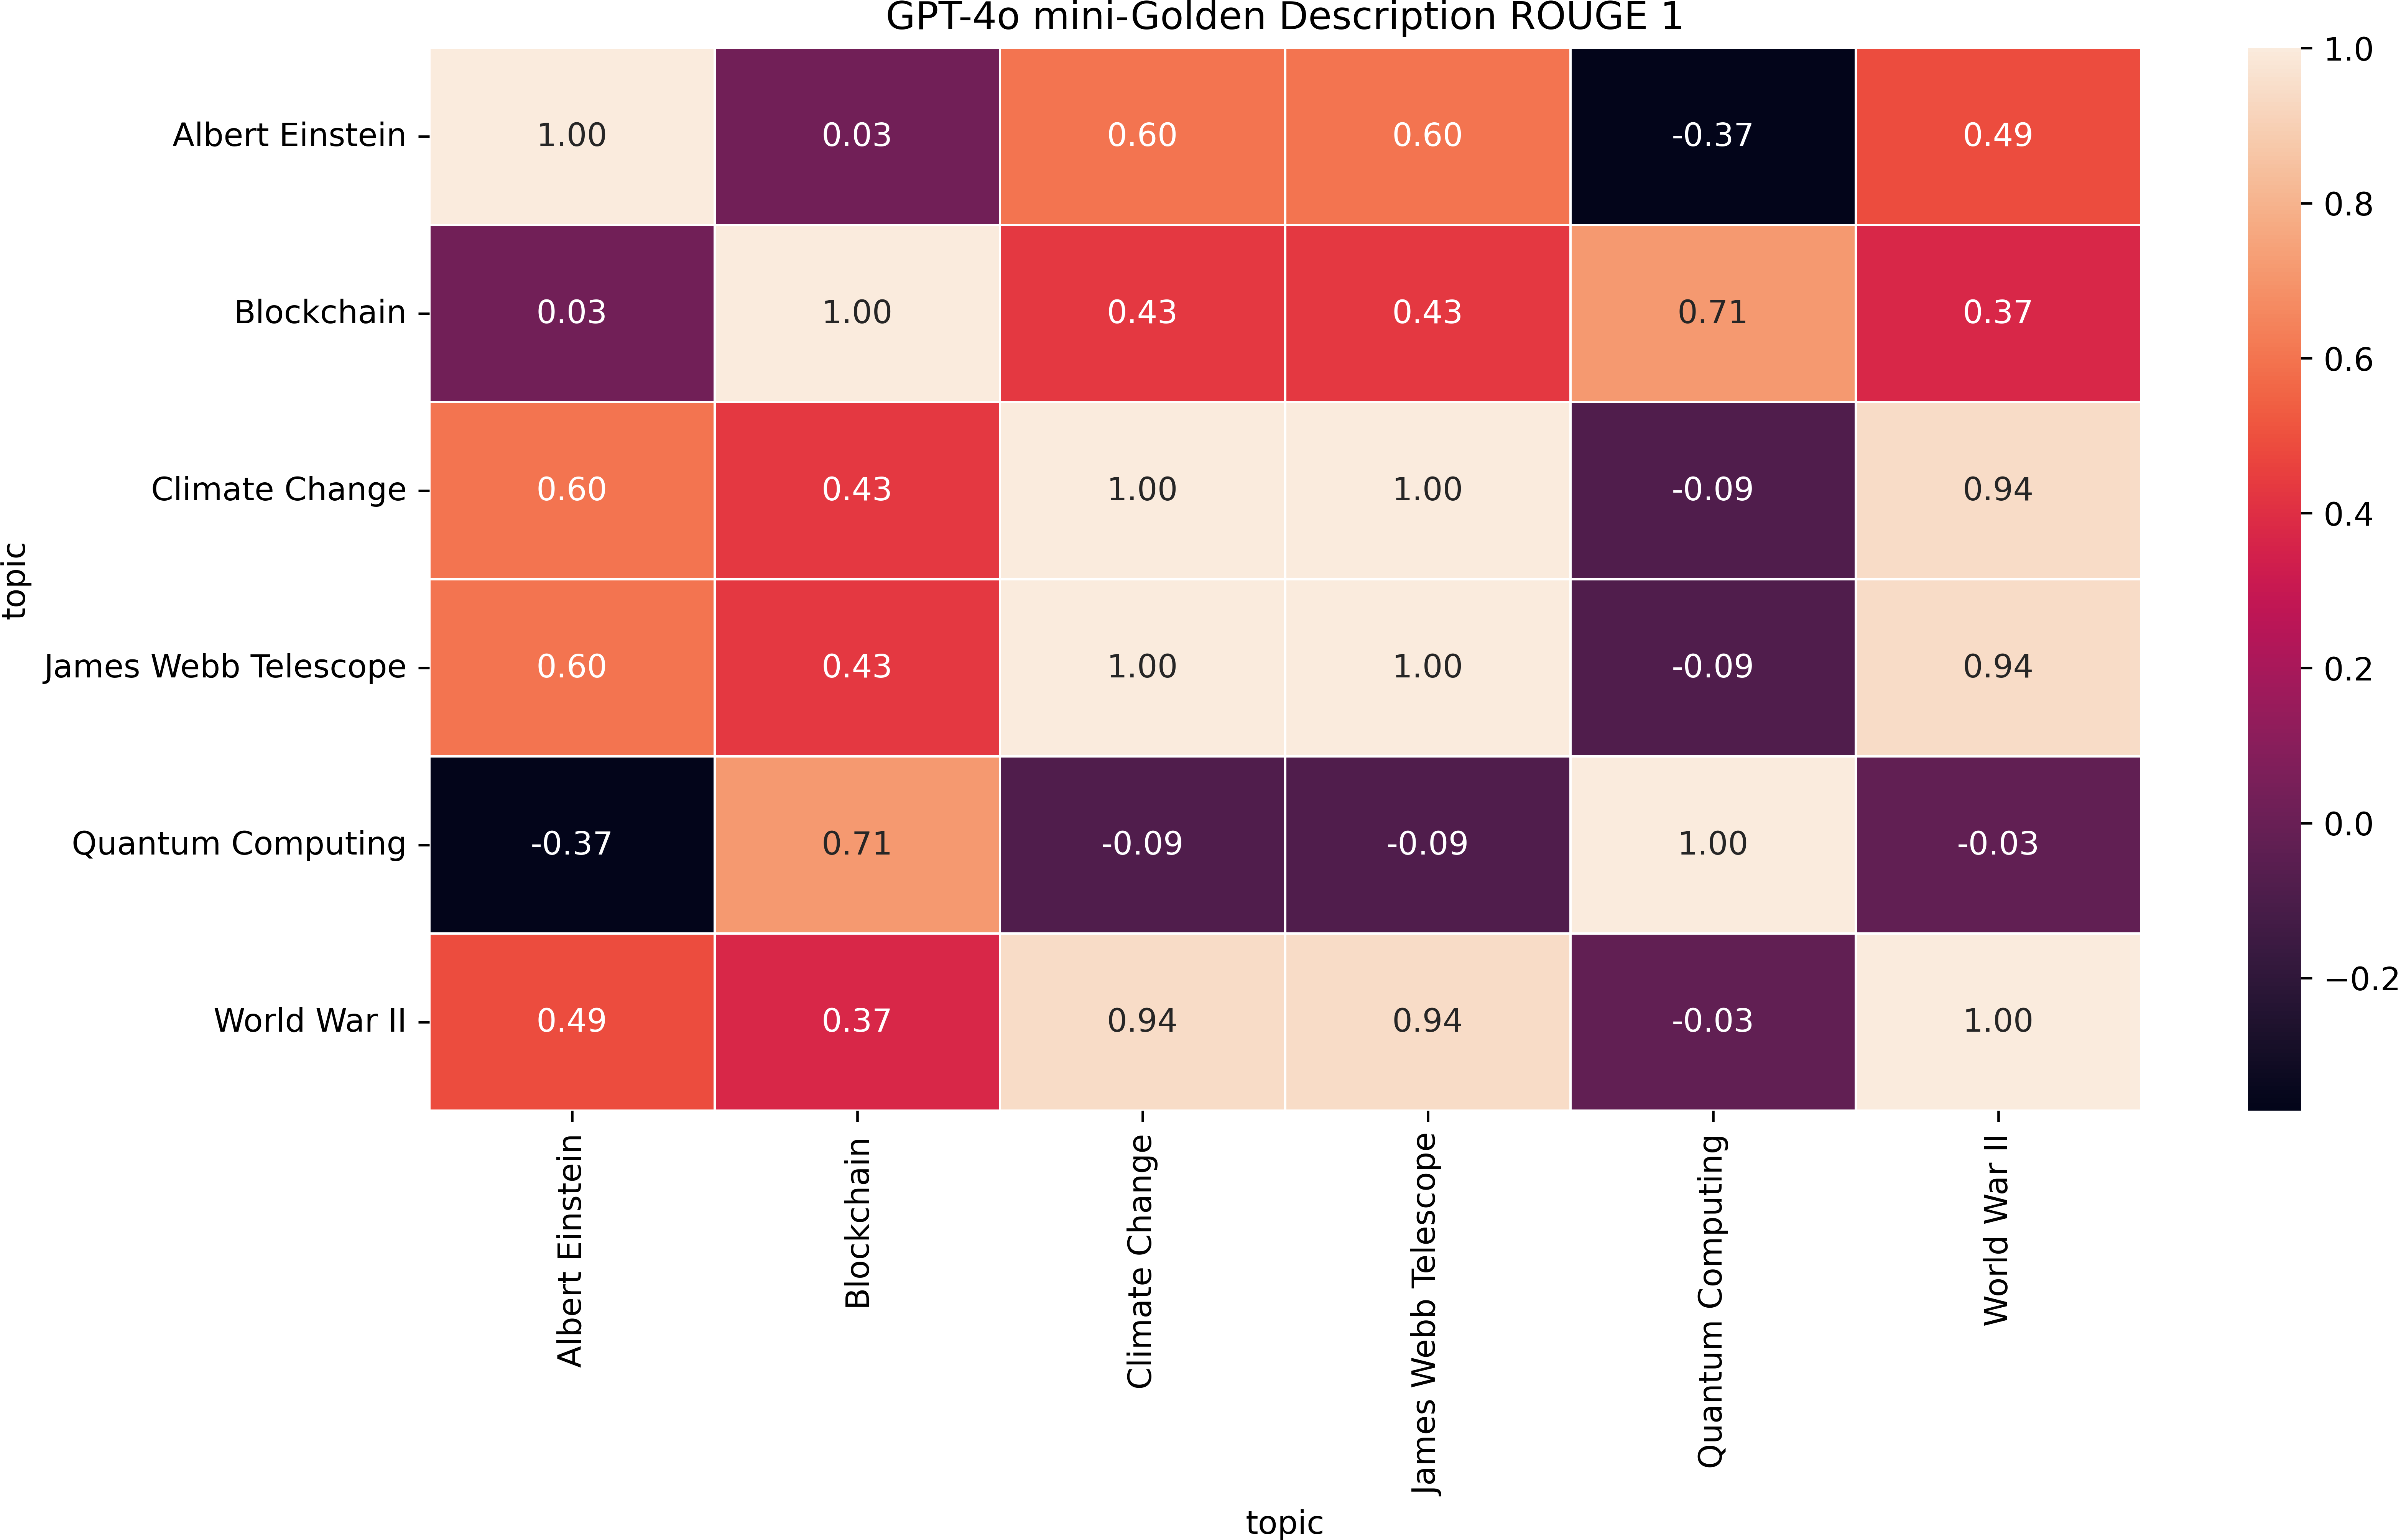 GPT-4o mini-Golden Description ROUGE 1
Albert Einstein 1.00 0.03 0.60 0.60 -0.37 0.49
Blockchain 0.03 1.00 0.43 0.43 0.71 0.37
Climate Change 0.60 0.43 1.00 1.00 -0.09 0.94
James Webb Telescope 0.60 0.43 1.00 1.00 -0.09 0.94
Quantum Computing -0.37 0.71 -0.09 -0.09 1.00 -0.03
World War II 0.49 0.37 0.94 0.94 -0.03 1.00
topic
Albert Einstein
Blockchain
Climate Change
James Webb Telescope
Quantum Computing
World War II
topic
1.0
0.8
0.6
0.4
0.2
0.0
−0.2